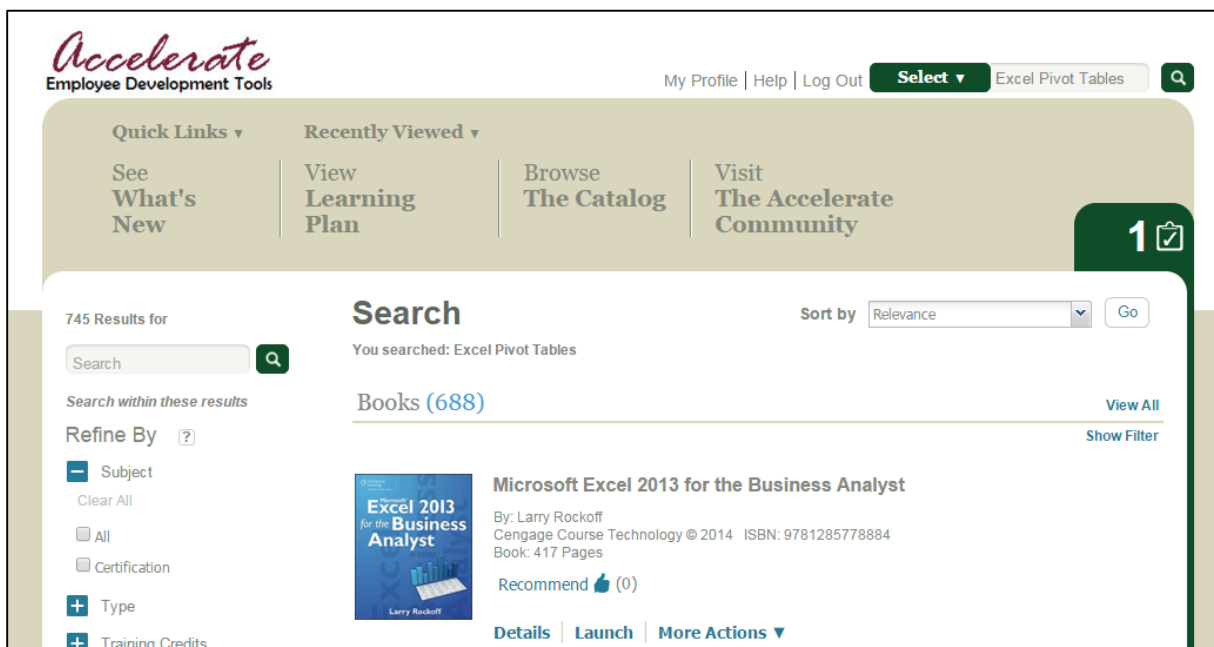 Accelerate
Employee Development Tools
My Profile | Help | Log Out
Select ▾
Excel Pivot Tables
Quick Links ▾
Recently Viewed ▾
See
What's
New
View
Learning
Plan
Browse
The Catalog
Visit
The Accelerate
Community
1
745 Results for
Search
Search within these results
Refine By ?
Subject
Clear All
All
Certification
Type
Training Credits
Search
Sort by Relevance Go
You searched: Excel Pivot Tables
Books (688)
View All
Show Filter
Microsoft
Excel 2013
for the Business
Analyst
Larry Rockoff
Microsoft Excel 2013 for the Business Analyst
By: Larry Rockoff
Cengage Course Technology © 2014 ISBN: 9781285778884
Book: 417 Pages
Recommend (0)
Details | Launch | More Actions ▼